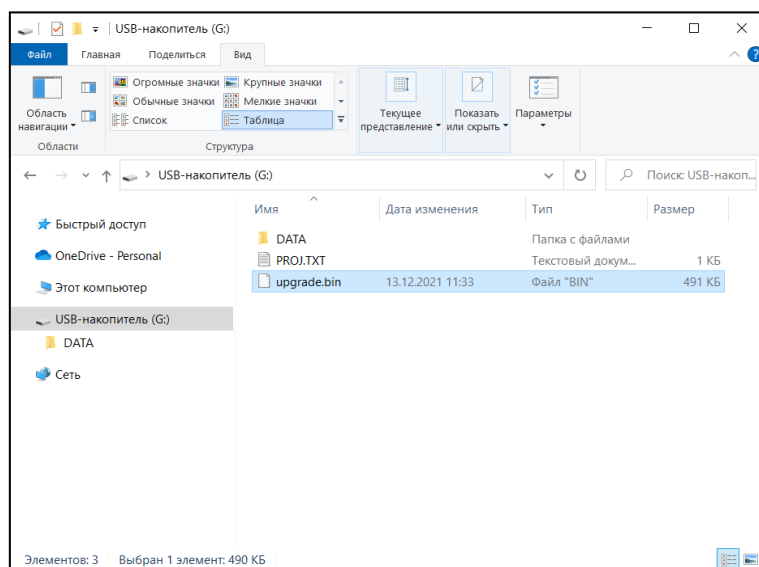 USB-накопитель (G:)
Файл Главная Поделиться Вид
Область навигации
Огромные значки Крупные значки
Обычные значки Мелкие значки
Список Таблица
Текущее представление
Показать или скрыть
Параметры
Области Структура
USB-накопитель (G:) Поиск: USB-накоп...
Имя Дата изменения Тип Размер
Быстрый доступ
OneDrive - Personal
Этот компьютер
USB-накопитель (G:)
DATA
Сеть
DATA Папка с файлами
PROJ.TXT Текстовый докум... 1 КБ
upgrade.bin 13.12.2021 11:33 Файл "BIN" 491 КБ
Элементов: 3 Выбран 1 элемент: 490 КБ